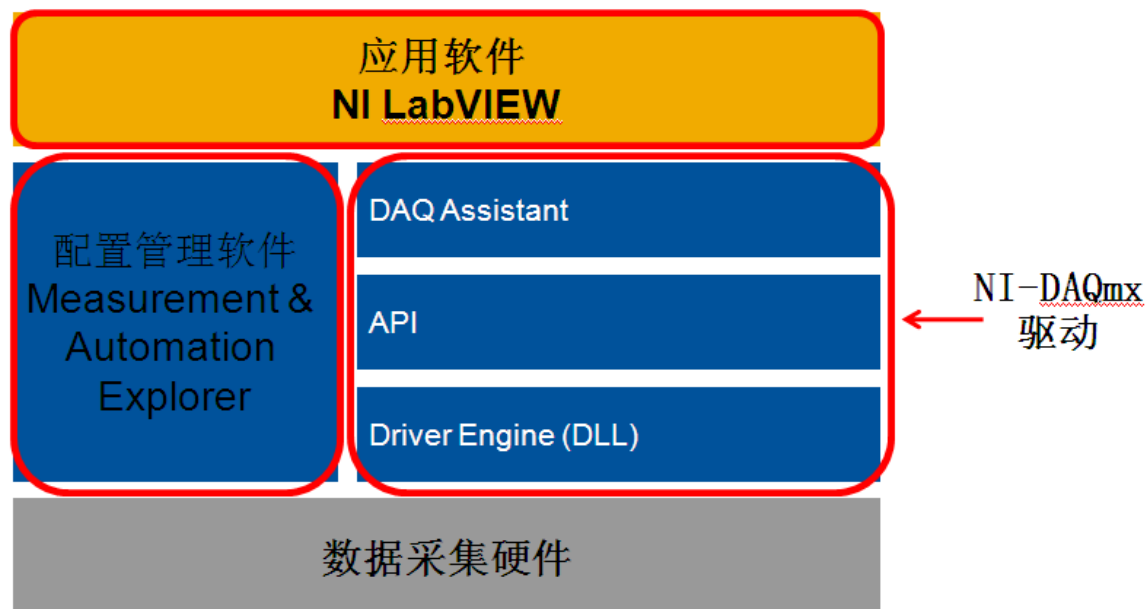 应用软件
NI LabVIEW
配置管理软件
Measurement &
Automation
Explorer
DAQ Assistant
API
Driver Engine (DLL)
NI-DAQmx
驱动
数据采集硬件